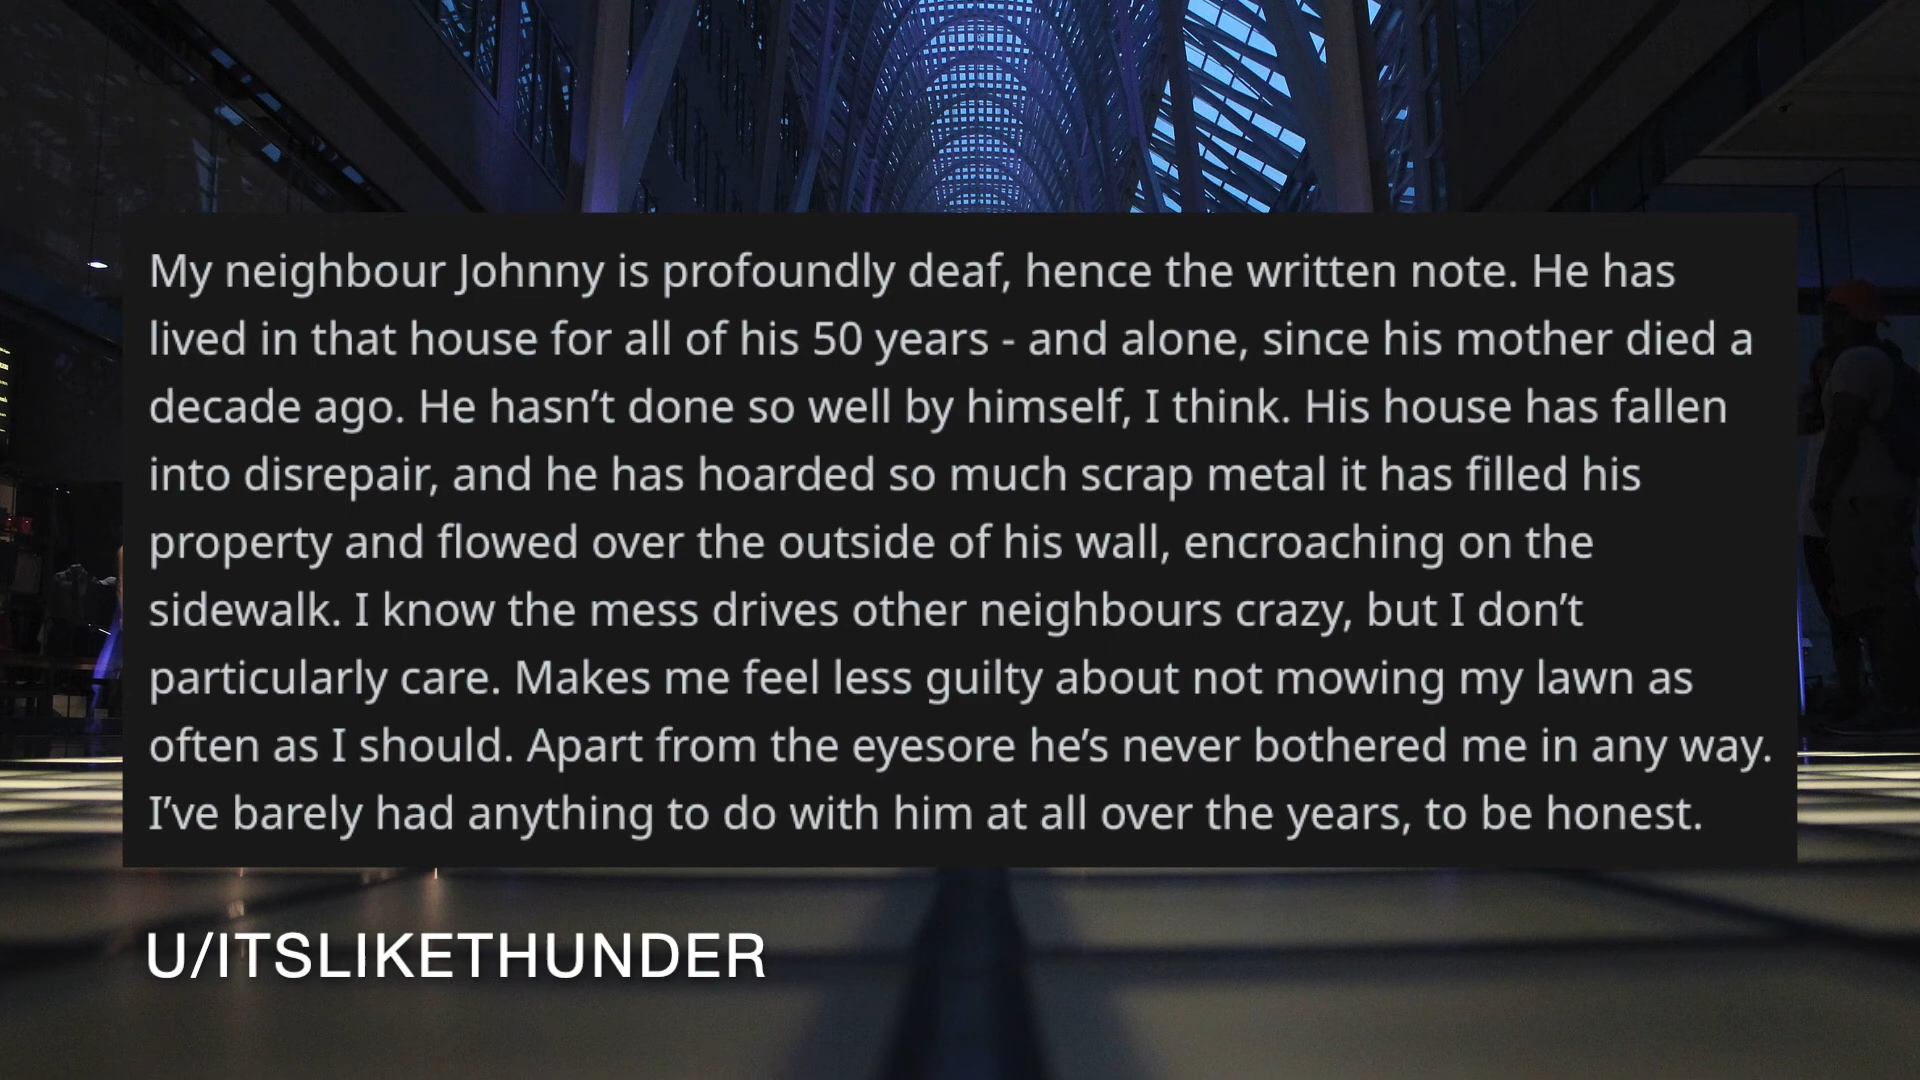 My neighbour Johnny is profoundly deaf, hence the written note. He has
lived in that house for all of his 50 years - and alone, since his mother died a
decade ago. He hasn’t done so well by himself, I think. His house has fallen
into disrepair, and he has hoarded so much scrap metal it has filled his
property and flowed over the outside of his wall, encroaching on the
sidewalk. I know the mess drives other neighbours crazy, but I don’t
particularly care. Makes me feel less guilty about not mowing my lawn as
often as I should. Apart from the eyesore he’s never bothered me in any way.
I’ve barely had anything to do with him at all over the years, to be honest.
U/ITSLIKETHUNDER